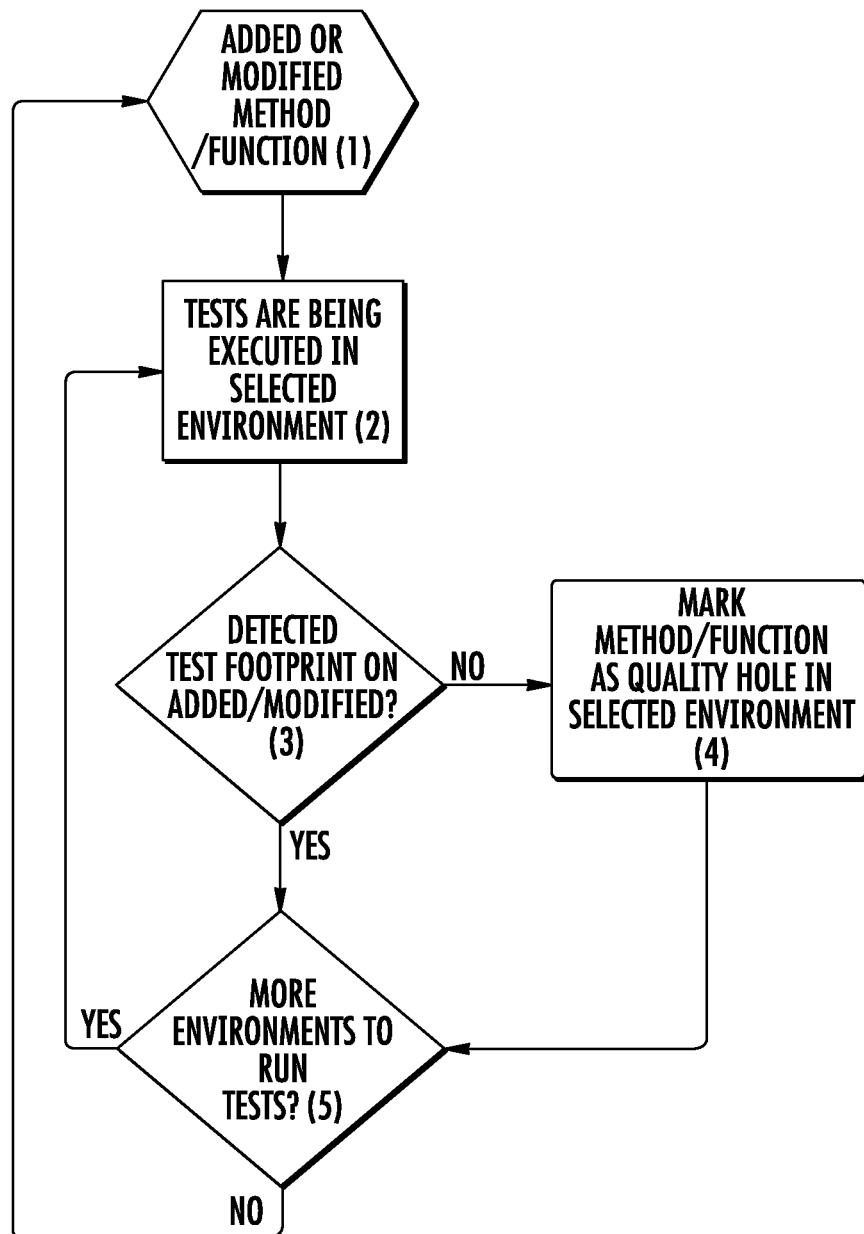 ADDED OR
MODIFIED
METHOD
/FUNCTION (1)
TESTS ARE BEING
EXECUTED IN
SELECTED
ENVIRONMENT (2)
DETECTED
TEST FOOTPRINT ON
ADDED/MODIFIED?
(3)
NO
MARK
METHOD/FUNCTION
AS QUALITY HOLE IN
SELECTED ENVIRONMENT
(4)
YES
MORE
ENVIRONMENTS TO
RUN
TESTS? (5)
YES
NO